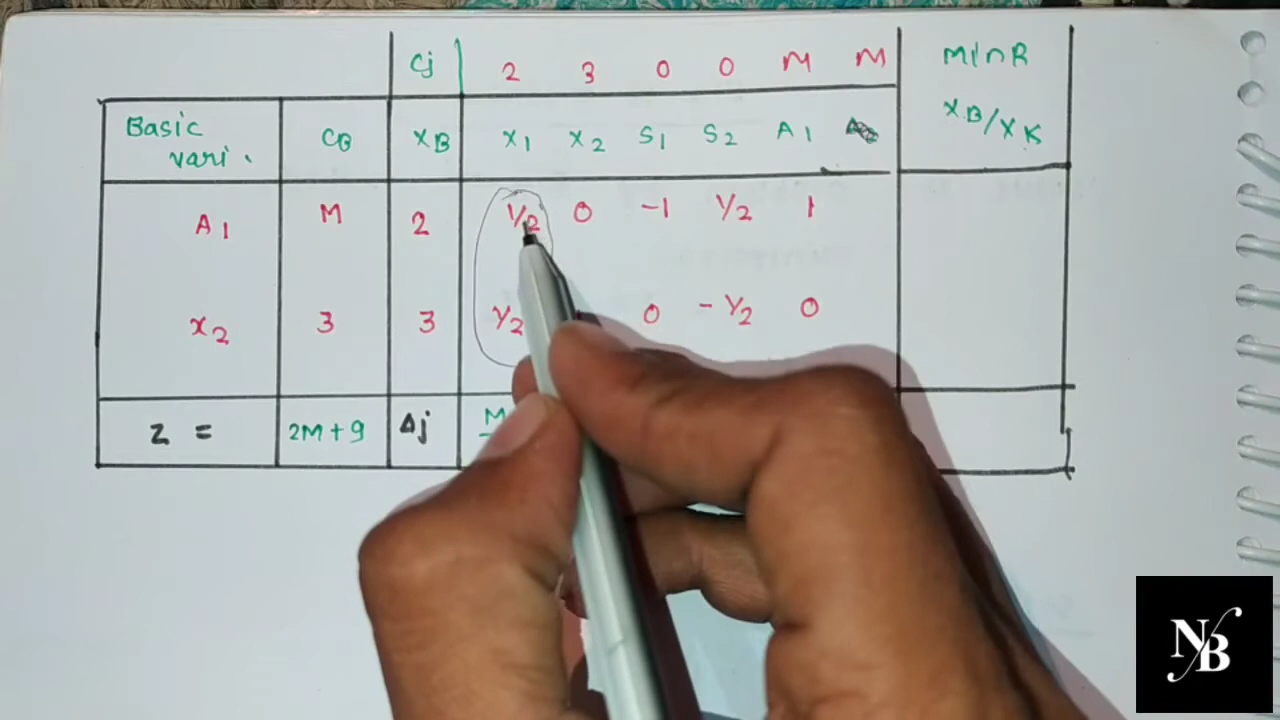 Cj 2 3 0 0 M M MinR
Basic vari. CB XB x1 x2 S1 S2 A1 XB/XK
A1 M 2 1/2 0 -1 1/2 1
x2 3 3 1/2 0 -1/2 0
Z = 2M+9 Δj M
NB